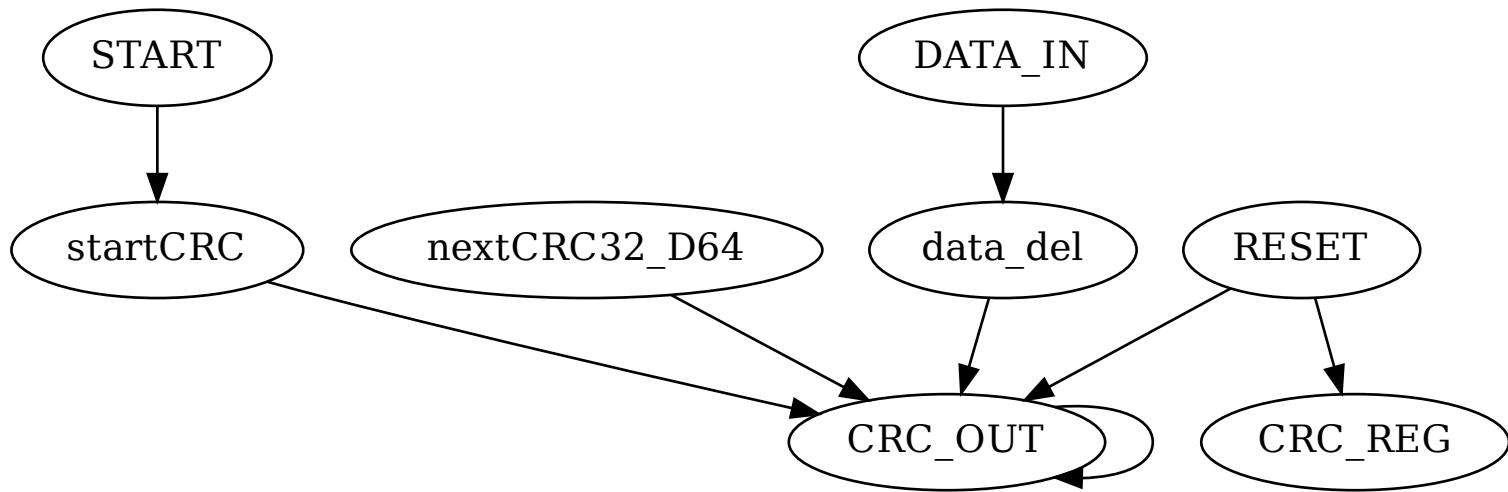 START
DATA_IN
startCRC
nextCRC32_D64
data_del
RESET
CRC_OUT
CRC_REG